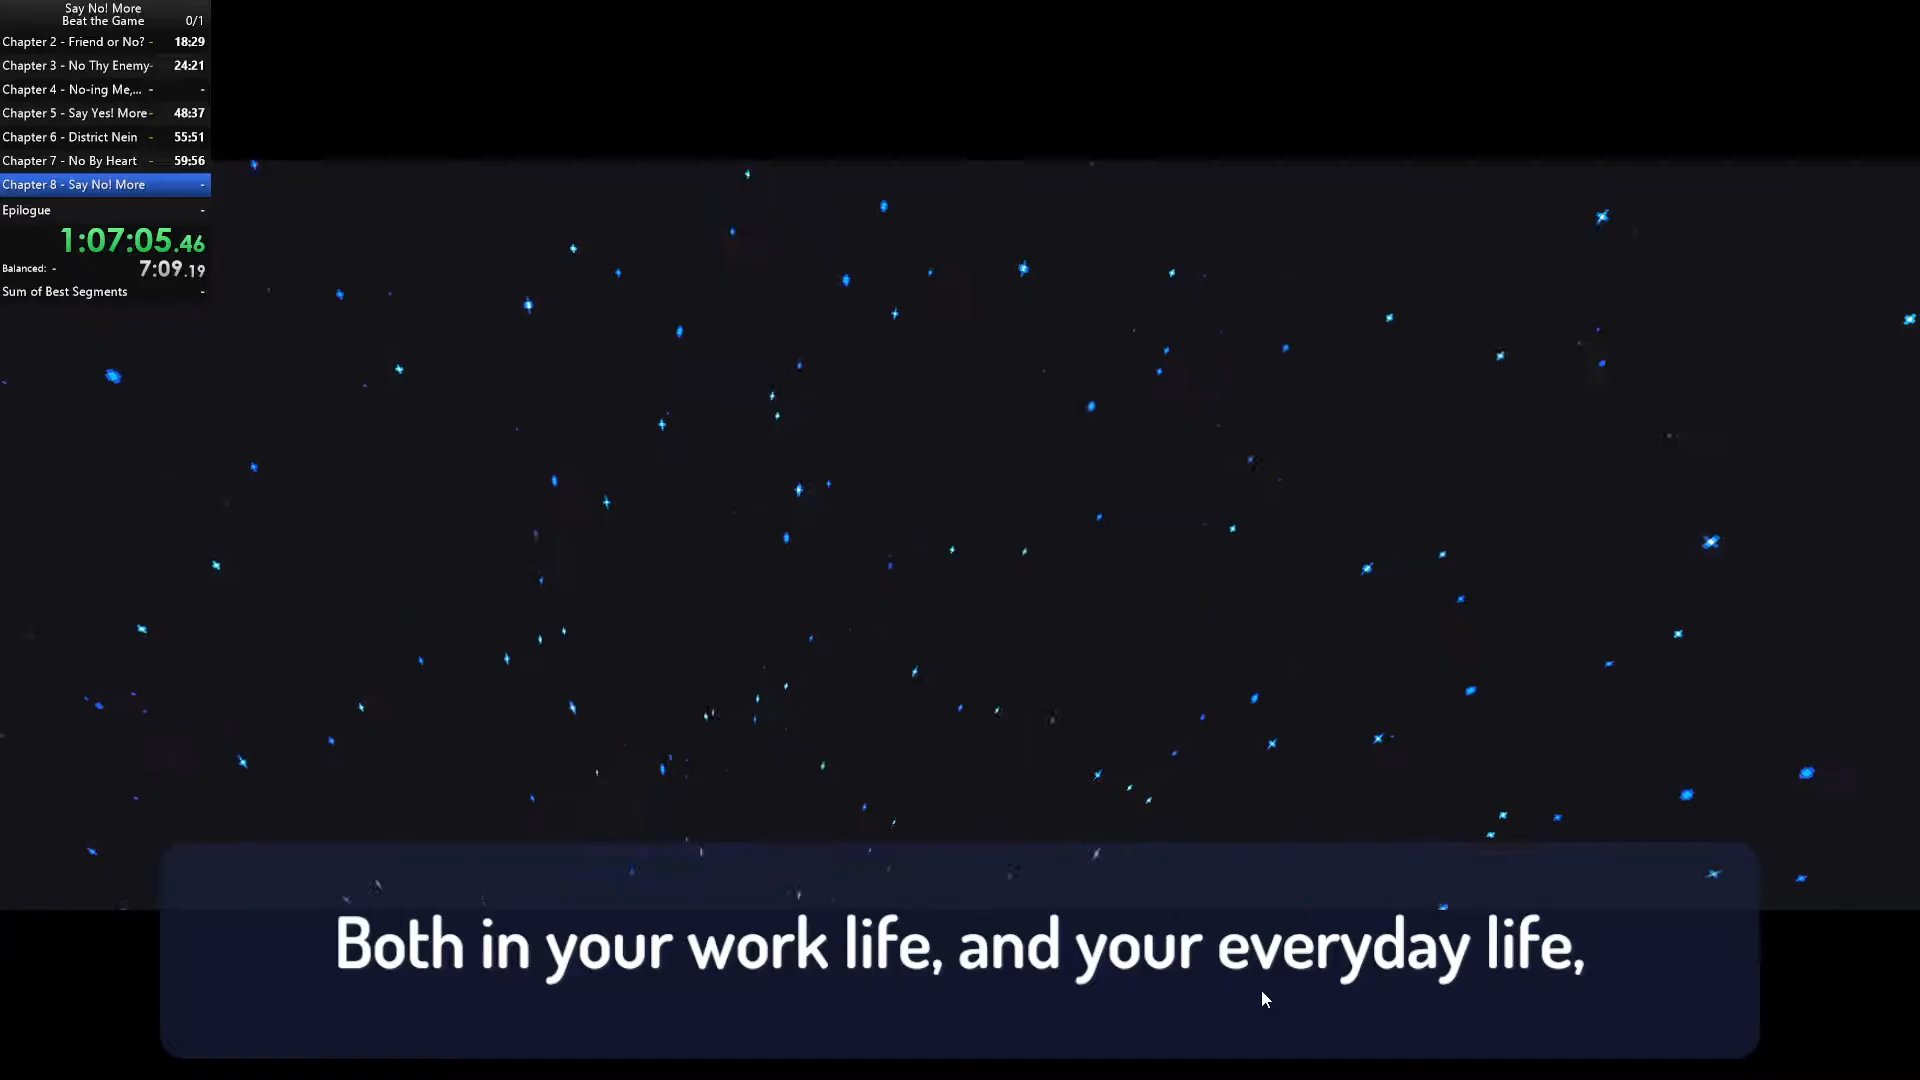 Say No! More
Beat the Game 0/1
Chapter 2 - Friend or No? - 18:29
Chapter 3 - No Thy Enemy- 24:21
Chapter 4 - No-ing Me,... - -
Chapter 5 - Say Yes! More - 48:37
Chapter 6 - District Nein - 55:51
Chapter 7 - No By Heart - 59:56
Chapter 8 - Say No! More -
Epilogue -
1:07:05.46
Balanced: - 7:09.19
Sum of Best Segments -
Both in your work life, and your everyday life,